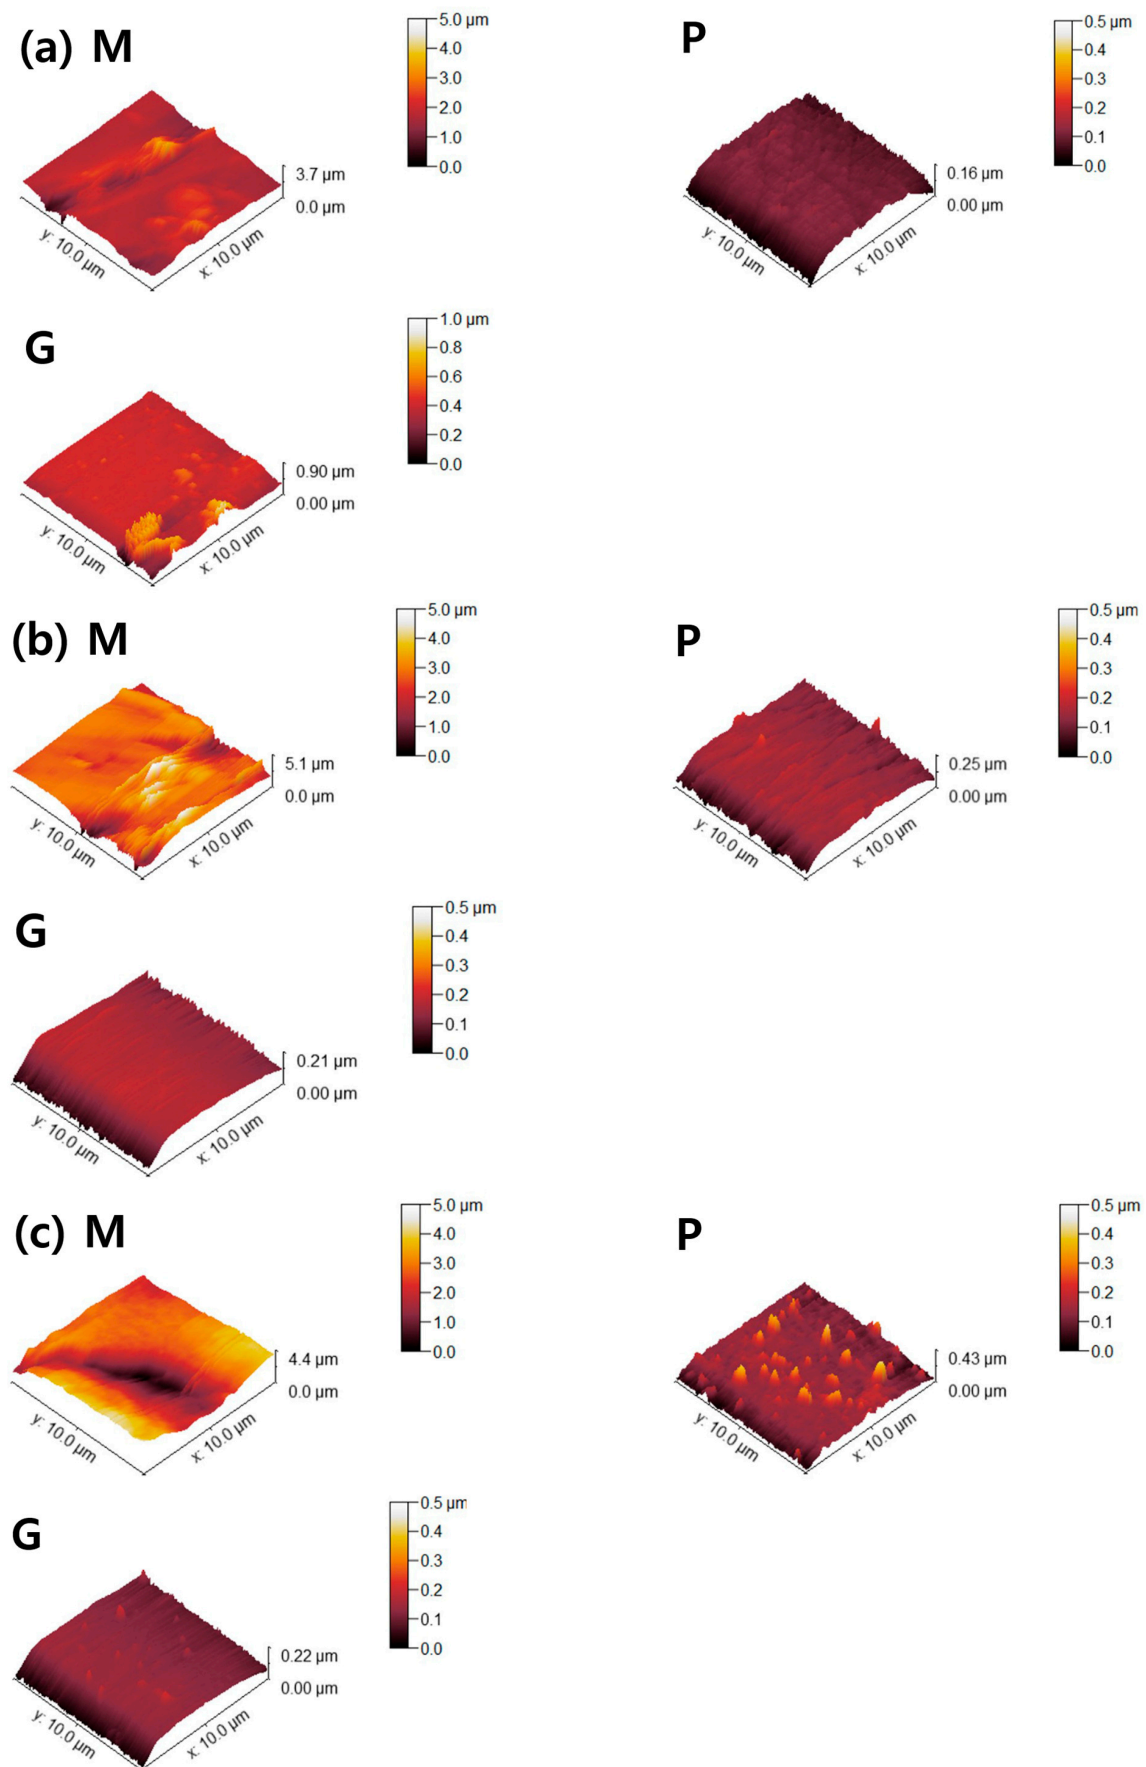 (a) M
5.0 µm
4.0
3.0
2.0
1.0
0.0
3.7 µm
0.0 µm
y: 10.0 µm
x: 10.0 µm
P
0.5 µm
0.4
0.3
0.2
0.1
0.0
0.16 µm
0.00 µm
y: 10.0 µm
x: 10.0 µm
G
1.0 µm
0.8
0.6
0.4
0.2
0.0
0.90 µm
0.00 µm
y: 10.0 µm
x: 10.0 µm
(b) M
5.0 µm
4.0
3.0
2.0
1.0
0.0
5.1 µm
0.0 µm
y: 10.0 µm
x: 10.0 µm
P
0.5 µm
0.4
0.3
0.2
0.1
0.0
0.25 µm
0.00 µm
y: 10.0 µm
x: 10.0 µm
G
0.5 µm
0.4
0.3
0.2
0.1
0.0
0.21 µm
0.00 µm
y: 10.0 µm
x: 10.0 µm
(c) M
5.0 µm
4.0
3.0
2.0
1.0
0.0
4.4 µm
0.0 µm
y: 10.0 µm
x: 10.0 µm
P
0.5 µm
0.4
0.3
0.2
0.1
0.0
0.43 µm
0.00 µm
y: 10.0 µm
x: 10.0 µm
G
0.5 µm
0.4
0.3
0.2
0.1
0.0
0.22 µm
0.00 µm
y: 10.0 µm
x: 10.0 µm